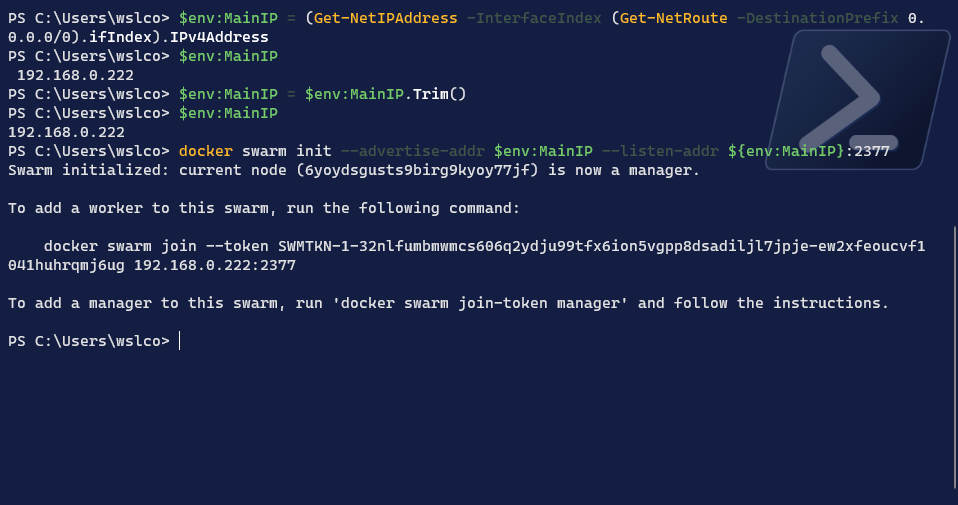 PS C:\Users\wslco> $env:MainIP = (Get-NetIPAddress -InterfaceIndex (Get-NetRoute -DestinationPrefix 0.
0.0.0/0).ifIndex).IPv4Address
PS C:\Users\wslco> $env:MainIP
 192.168.0.222
PS C:\Users\wslco> $env:MainIP = $env:MainIP.Trim()
PS C:\Users\wslco> $env:MainIP
192.168.0.222
PS C:\Users\wslco> docker swarm init --advertise-addr $env:MainIP --listen-addr ${env:MainIP}:2377
Swarm initialized: current node (6yoydsgusts9birg9kyoy77jf) is now a manager.

To add a worker to this swarm, run the following command:

    docker swarm join --token SWMTKN-1-32nlfumbmwmcs606q2ydju99tfx6ion5vgpp8dsadiljl7jpje-ew2xfeoucvf1
041huhrqmj6ug 192.168.0.222:2377

To add a manager to this swarm, run 'docker swarm join-token manager' and follow the instructions.

PS C:\Users\wslco>